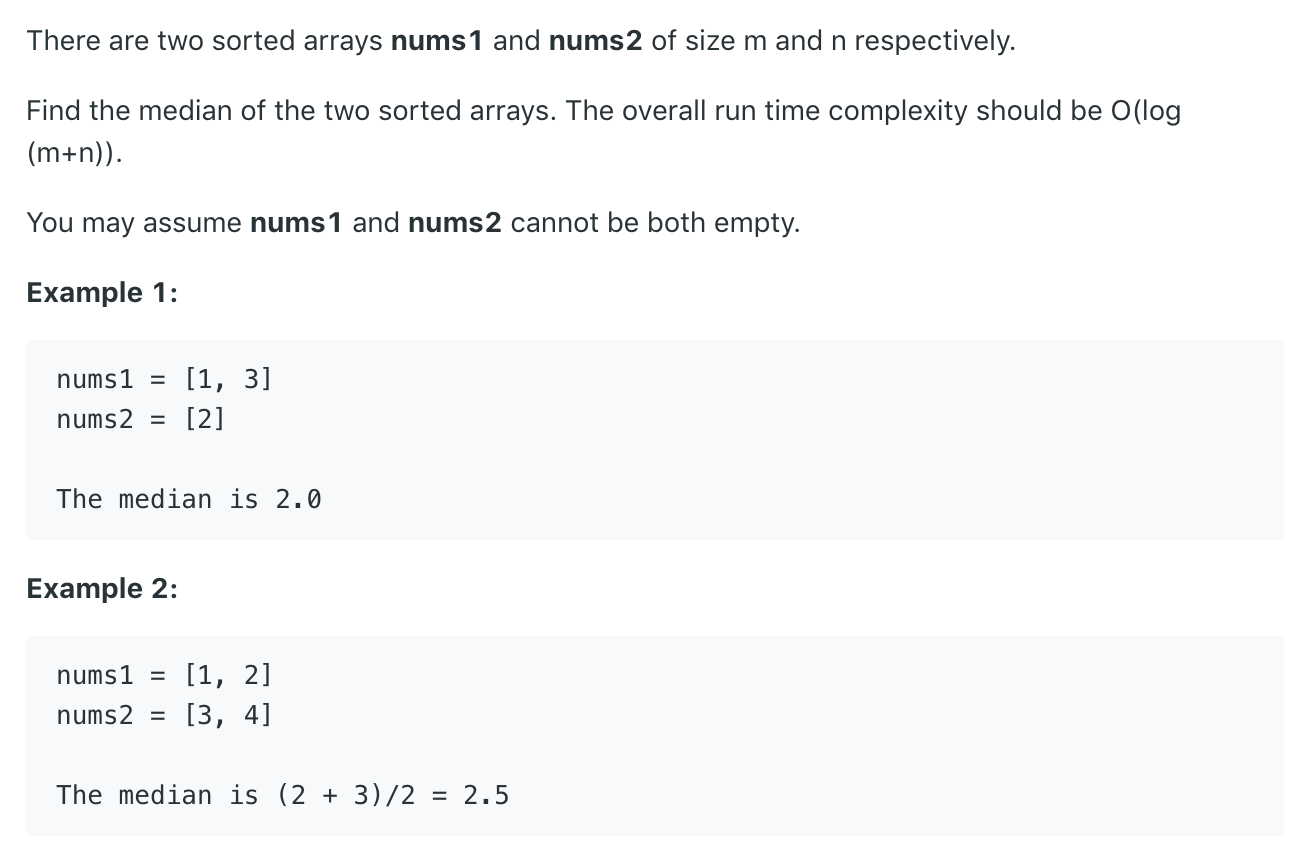 There are two sorted arrays nums1 and nums2 of size m and n respectively.
Find the median of the two sorted arrays. The overall run time complexity should be O(log
(m+n)).
You may assume nums1 and nums2 cannot be both empty.
Example 1:
nums1 = [1, 3]
nums2 = [2]
The median is 2.0
Example 2:
nums1 = [1, 2]
nums2 = [3, 4]
The median is (2 + 3)/2 = 2.5